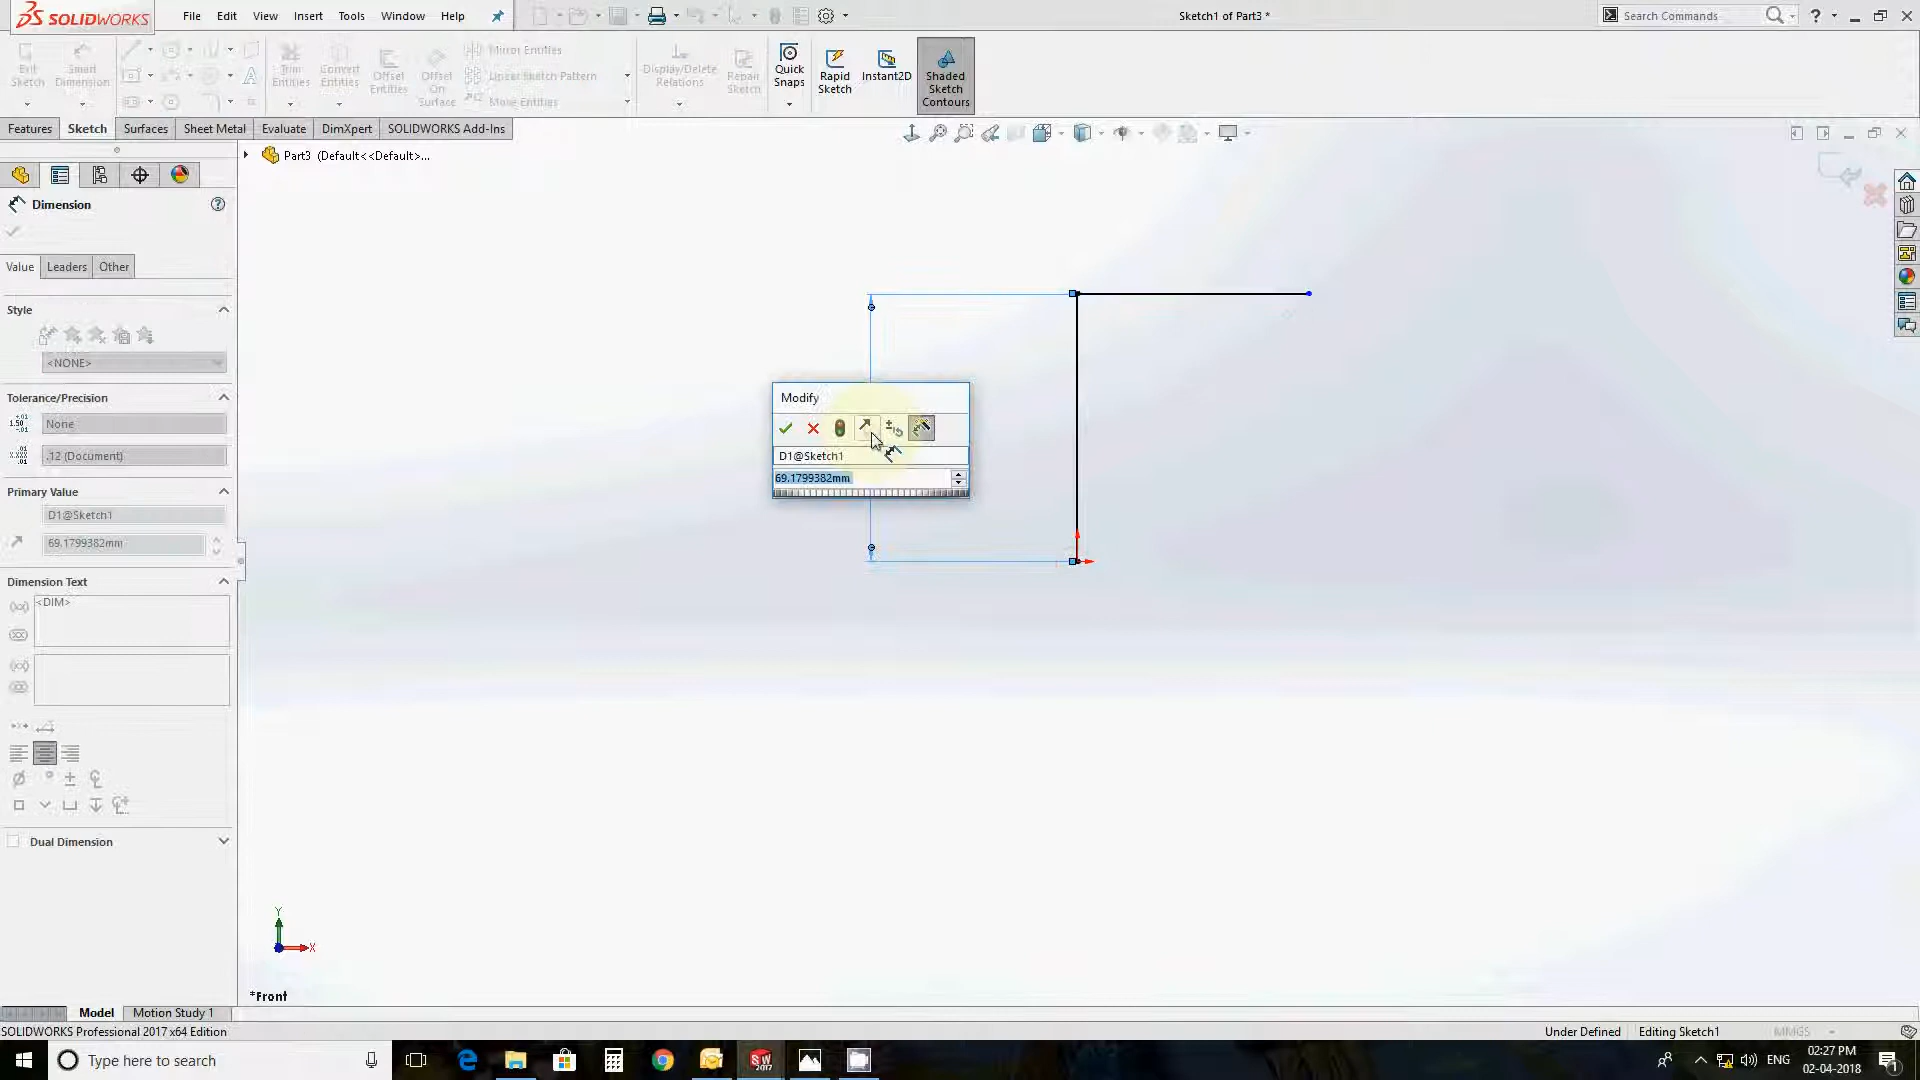 SOLIDWORKS
File Edit View Insert Tools Window Help
Sketch1 of Part3 *
Search Commands
Exit Sketch
Smart Dimension
Trim Entities
Convert Entities
Offset Entities
Offset On Surface
Mirror Entities
Linear Sketch Pattern
Move Entities
Display/Delete Relations
Repair Sketch
Quick Snaps
Rapid Sketch
Instant2D
Shaded Sketch Contours
Features Sketch Surfaces Sheet Metal Evaluate DimXpert SOLIDWORKS Add-Ins
Part3 (Default<<Default>...
Dimension
Value Leaders Other
Style
<NONE>
Tolerance/Precision
None
.12 (Document)
Primary Value
D1@Sketch1
69.1799382mm
Dimension Text
<DIM>
Dual Dimension
Modify
D1@Sketch1
69.1799382mm
Y
X
*Front
Model Motion Study 1
SOLIDWORKS Professional 2017 x64 Edition
Under Defined Editing Sketch1 MMGS
Type here to search
ENG
02:27 PM
02-04-2018